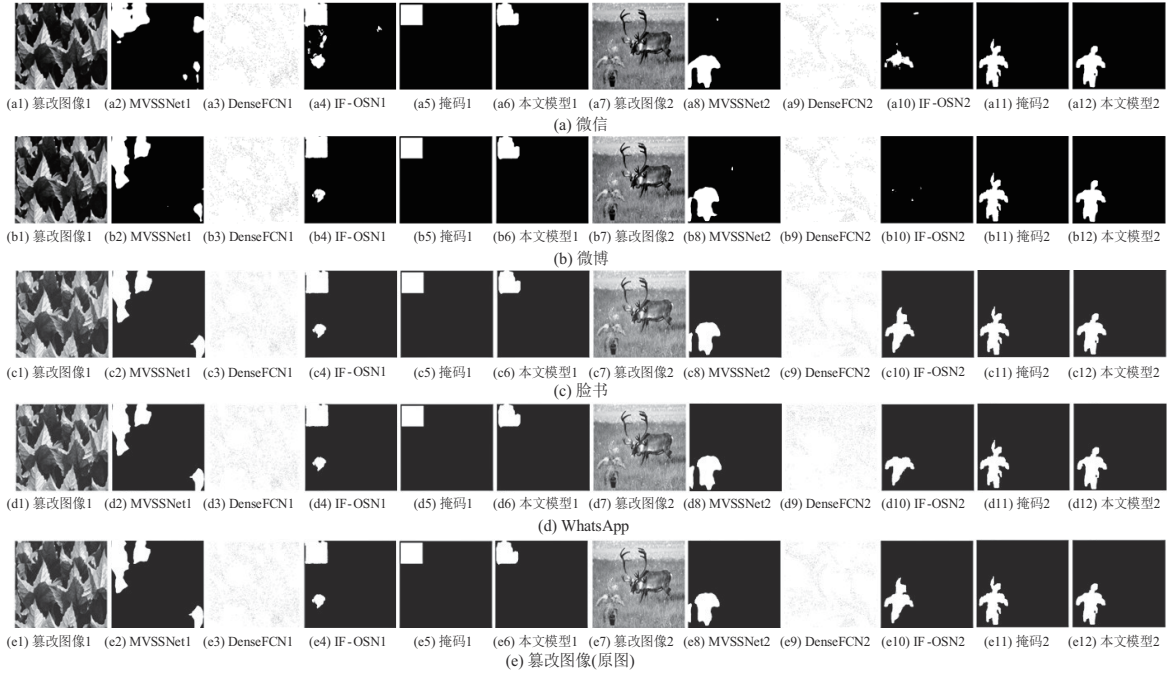 (a1) 篡改图像1 (a2) MVSSNet1 (a3) DenseFCN1 (a4) IF-OSN1 (a5) 掩码1 (a6) 本文模型1 (a7) 篡改图像2 (a8) MVSSNet2 (a9) DenseFCN2 (a10) IF-OSN2 (a11) 掩码2 (a12) 本文模型2
(a) 微信
(b1) 篡改图像1 (b2) MVSSNet1 (b3) DenseFCN1 (b4) IF-OSN1 (b5) 掩码1 (b6) 本文模型1 (b7) 篡改图像2 (b8) MVSSNet2 (b9) DenseFCN2 (b10) IF-OSN2 (b11) 掩码2 (b12) 本文模型2
(b) 微博
(c1) 篡改图像1 (c2) MVSSNet1 (c3) DenseFCN1 (c4) IF-OSN1 (c5) 掩码1 (c6) 本文模型1 (c7) 篡改图像2 (c8) MVSSNet2 (c9) DenseFCN2 (c10) IF-OSN2 (c11) 掩码2 (c12) 本文模型2
(c) 脸书
(d1) 篡改图像1 (d2) MVSSNet1 (d3) DenseFCN1 (d4) IF-OSN1 (d5) 掩码1 (d6) 本文模型1 (d7) 篡改图像2 (d8) MVSSNet2 (d9) DenseFCN2 (d10) IF-OSN2 (d11) 掩码2 (d12) 本文模型2
(d) WhatsApp
(e1) 篡改图像1 (e2) MVSSNet1 (e3) DenseFCN1 (e4) IF-OSN1 (e5) 掩码1 (e6) 本文模型1 (e7) 篡改图像2 (e8) MVSSNet2 (e9) DenseFCN2 (e10) IF-OSN2 (e11) 掩码2 (e12) 本文模型2
(e) 篡改图像(原图)